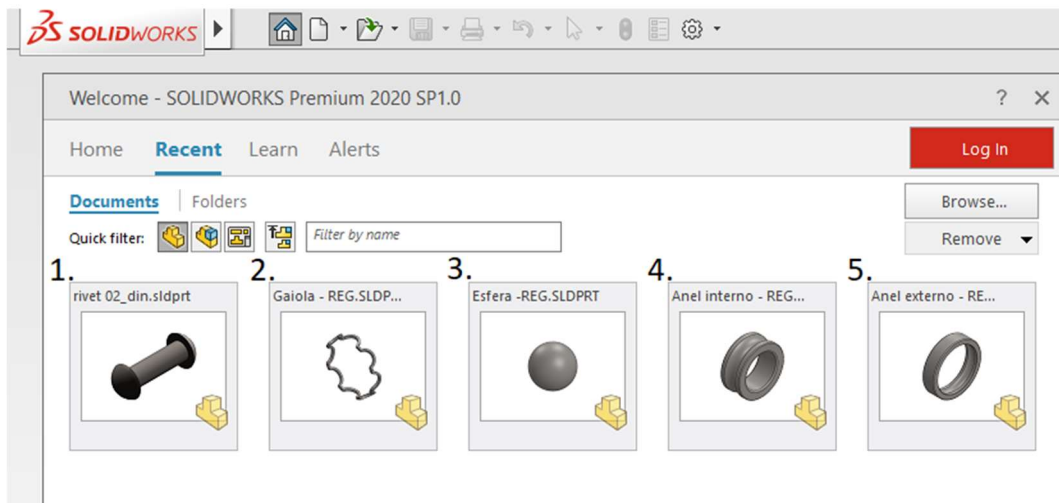 SOLIDWORKS
Welcome - SOLIDWORKS Premium 2020 SP1.0 ?
Home Recent Learn Alerts Log In
Documents Folders Browse...
Quick filter: Filter by name Remove
1. 2. 3. 4. 5.
rivet 02_din.sldprt Gaiola - REG.SLDP... Esfera -REG.SLDPRT Anel interno - REG... Anel externo - RE...